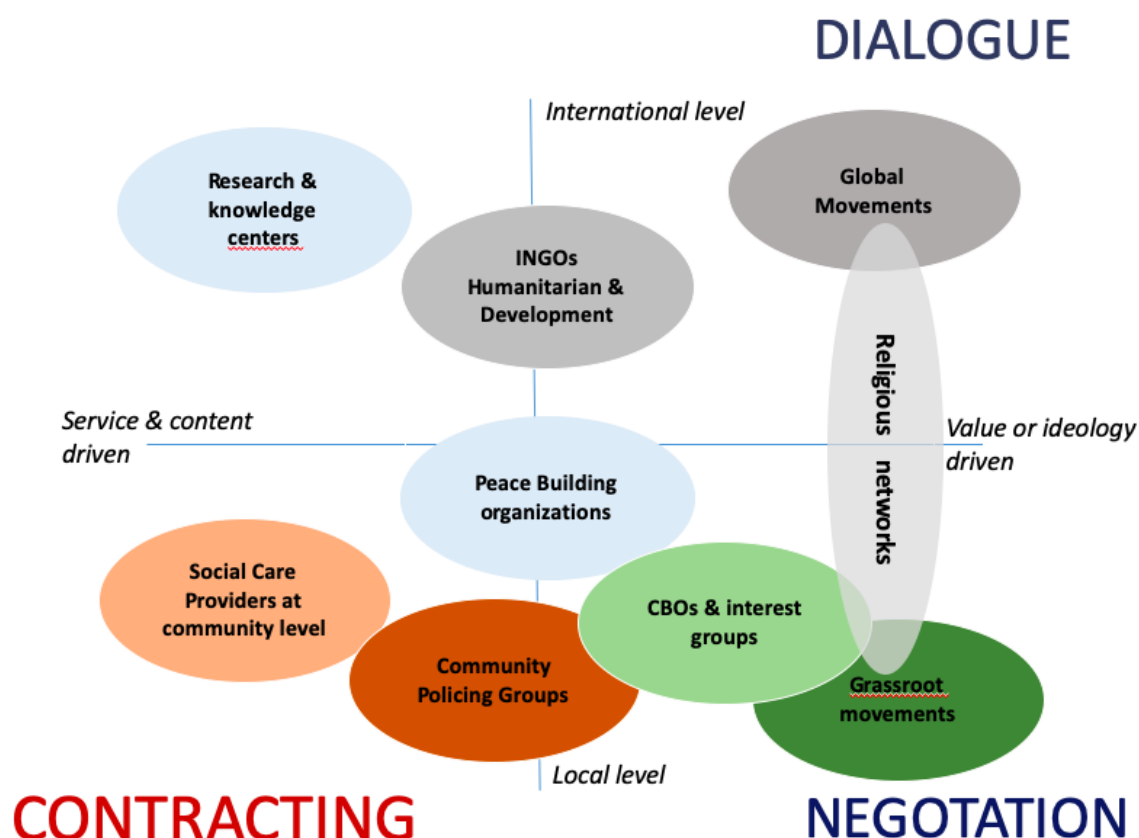 DIALOGUE
International level
Research &
knowledge
centers
Global
Movements
INGOs
Humanitarian &
Development
Religious networks
Service & content
driven
Value or ideology
driven
Peace Building
organizations
Social Care
Providers at
community level
CBOs & interest
groups
Community
Policing Groups
Grassroot
movements
Local level
CONTRACTING
NEGOTATION